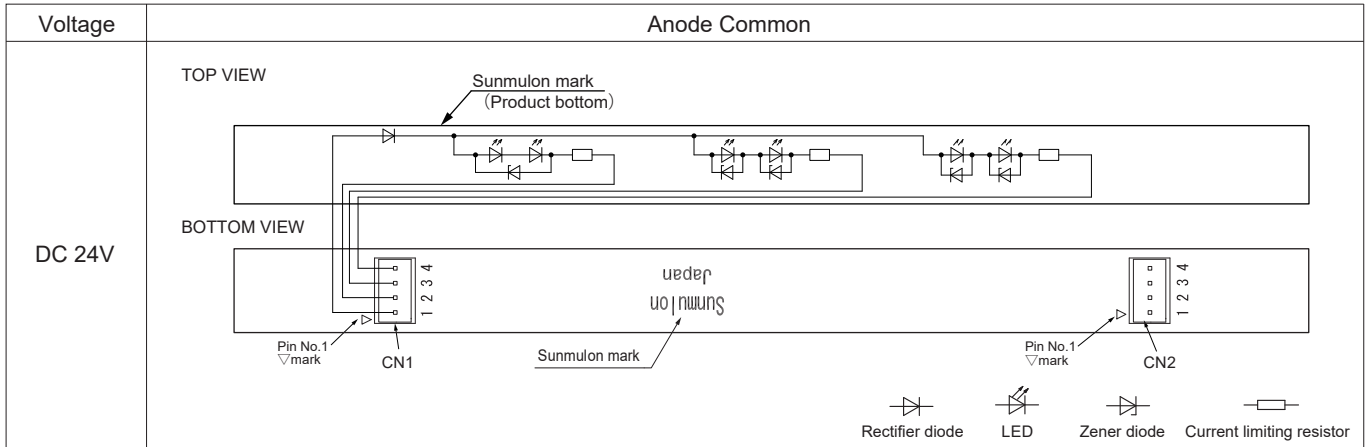 Voltage
Anode Common
DC 24V
TOP VIEW
Sunmulon mark
(Product bottom)
BOTTOM VIEW
1 2 3 4
Pin No.1
▽mark
CN1
Sunmulon
Japan
Sunmulon mark
1 2 3 4
Pin No.1
▽mark
CN2
Rectifier diode
LED
Zener diode
Current limiting resistor